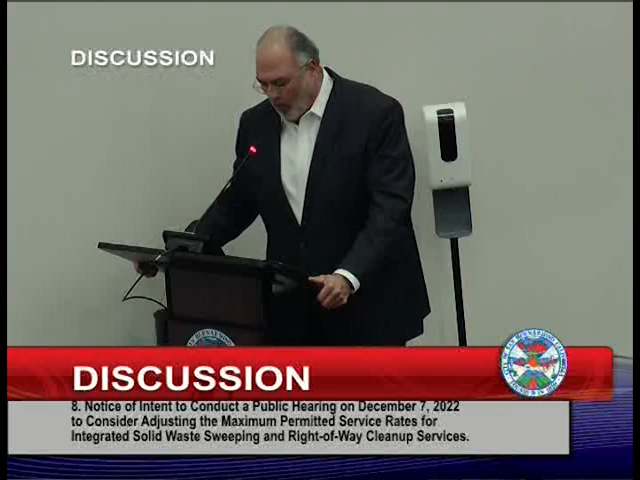 DISCUSSION
DISCUSSION
8. Notice of Intent to Conduct a Public Hearing on December 7, 2022
to Consider Adjusting the Maximum Permitted Service Rates for
Integrated Solid Waste Sweeping and Right-of-Way Cleanup Services.